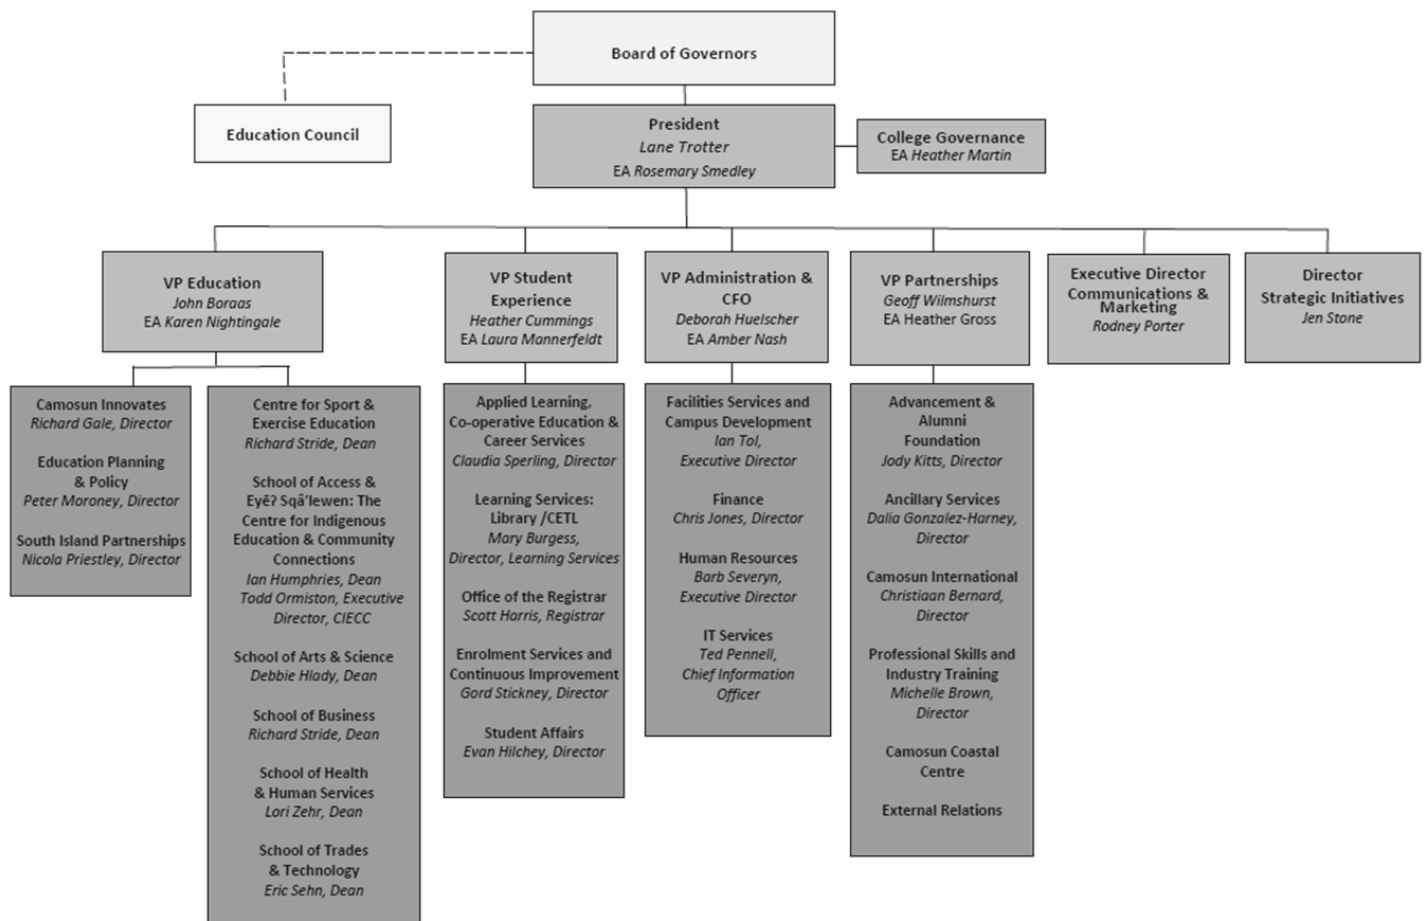 Board of Governors
Education Council
President
Lane Trotter
EA Rosemary Smedley
College Governance
EA Heather Martin
VP Education
John Boraas
EA Karen Nightingale
VP Student
Experience
Heather Cummings
EA Laura Mannerfeldt
VP Administration &
CFO
Deborah Huelscher
EA Amber Nash
VP Partnerships
Geoff Wilmshurst
EA Heather Gross
Executive Director
Communications &
Marketing
Rodney Porter
Director
Strategic Initiatives
Jen Stone
Camosun Innovates
Richard Gale, Director
Education Planning
& Policy
Peter Moroney, Director
South Island Partnerships
Nicola Priestley, Director
Centre for Sport &
Exercise Education
Richard Stride, Dean
School of Access &
Eyēʔ Sqȃ'lewen: The
Centre for Indigenous
Education & Community
Connections
Ian Humphries, Dean
Todd Ormiston, Executive
Director, CIECC
School of Arts & Science
Debbie Hlady, Dean
School of Business
Richard Stride, Dean
School of Health
& Human Services
Lori Zehr, Dean
School of Trades
& Technology
Eric Sehn, Dean
Applied Learning,
Co-operative Education &
Career Services
Claudia Sperling, Director
Learning Services:
Library /CETL
Mary Burgess,
Director, Learning Services
Office of the Registrar
Scott Harris, Registrar
Enrolment Services and
Continuous Improvement
Gord Stickney, Director
Student Affairs
Evan Hilchey, Director
Facilities Services and
Campus Development
Ian Tol,
Executive Director
Finance
Chris Jones, Director
Human Resources
Barb Severyn,
Executive Director
IT Services
Ted Pennell,
Chief Information
Officer
Advancement &
Alumni
Foundation
Jody Kitts, Director
Ancillary Services
Dalia Gonzalez-Harney,
Director
Camosun International
Christiaan Bernard,
Director
Professional Skills and
Industry Training
Michelle Brown,
Director
Camosun Coastal
Centre
External Relations